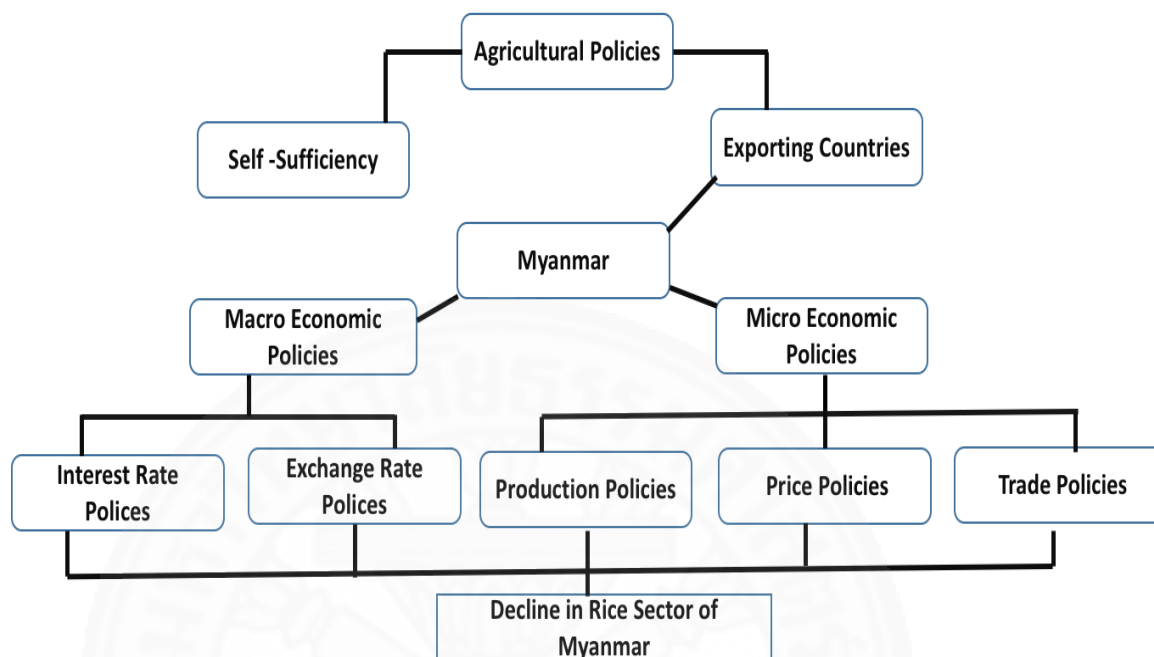 Agricultural Policies
Self -Sufficiency
Exporting Countries
Myanmar
Macro Economic
Policies
Micro Economic
Policies
Interest Rate
Polices
Exchange Rate
Polices
Production Policies
Price Policies
Trade Policies
Decline in Rice Sector of
Myanmar